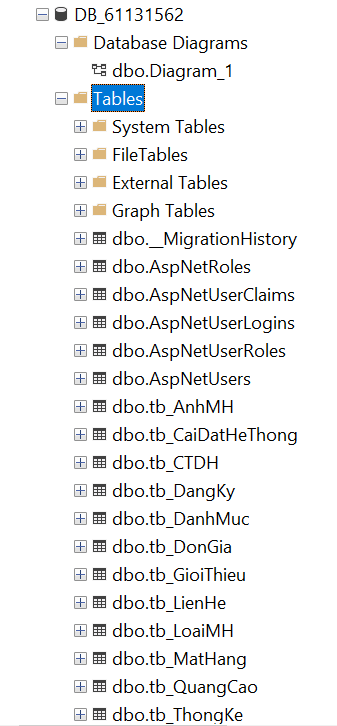 DB_61131562
Database Diagrams
dbo.Diagram_1
Tables
System Tables
FileTables
External Tables
Graph Tables
dbo.__MigrationHistory
dbo.AspNetRoles
dbo.AspNetUserClaims
dbo.AspNetUserLogins
dbo.AspNetUserRoles
dbo.AspNetUsers
dbo.tb_AnhMH
dbo.tb_CaiDatHeThong
dbo.tb_CTDH
dbo.tb_DangKy
dbo.tb_DanhMuc
dbo.tb_DonGia
dbo.tb_GioiThieu
dbo.tb_LienHe
dbo.tb_LoaiMH
dbo.tb_MatHang
dbo.tb_QuangCao
dbo.tb_ThongKe